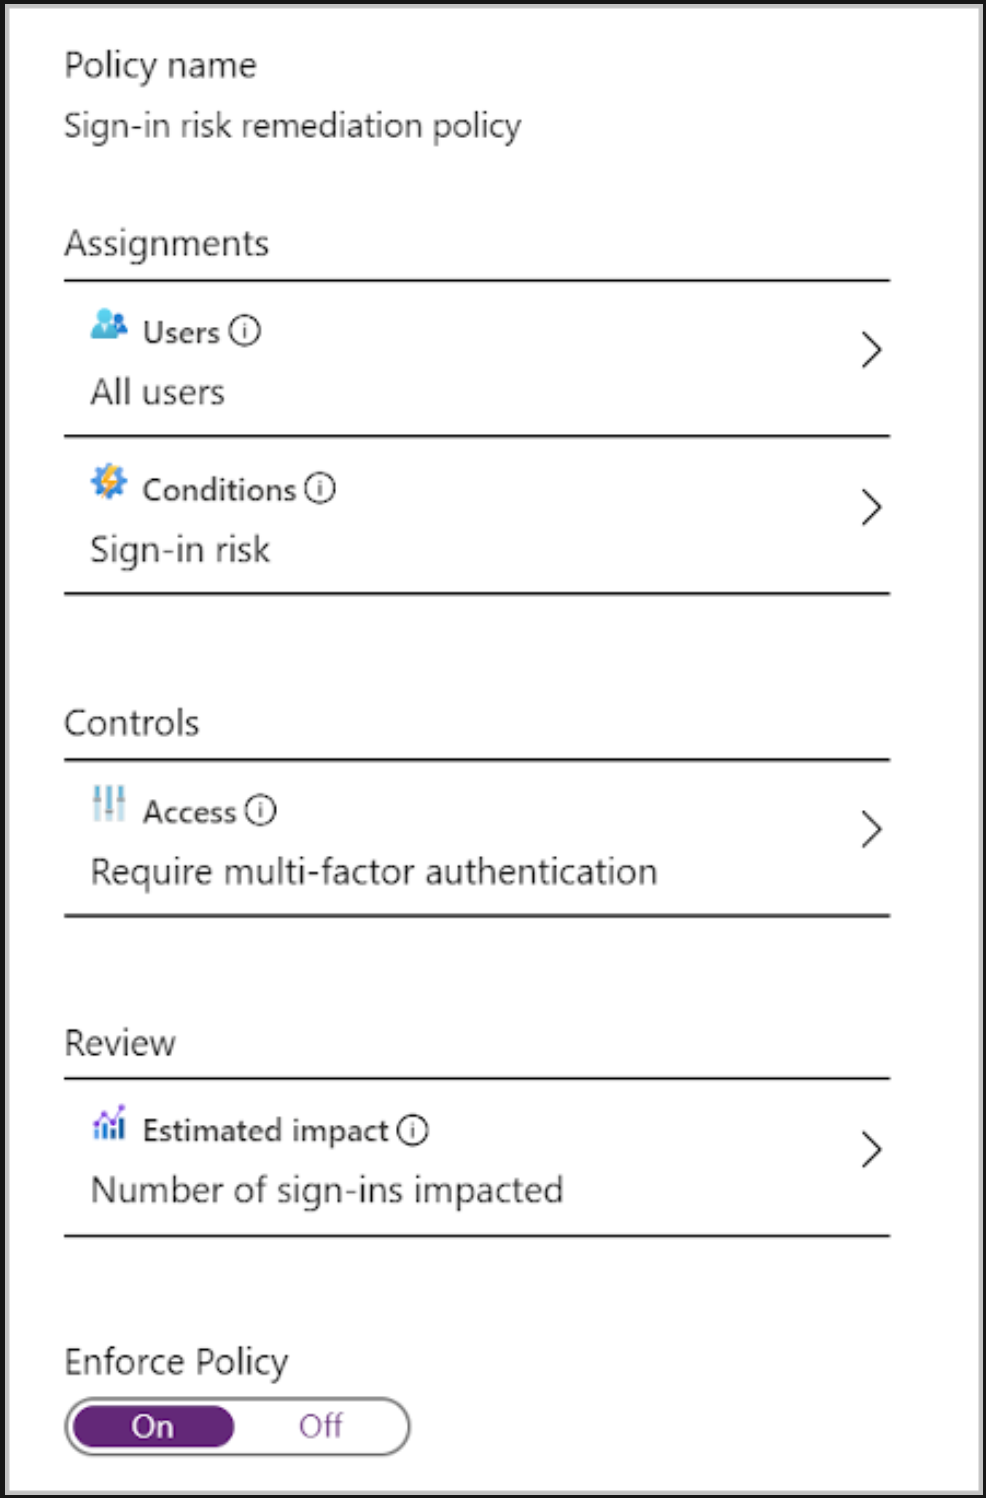 Policy name
Sign-in risk remediation policy
Assignments
Users
All users
Conditions
Sign-in risk
Controls
Access
Require multi-factor authentication
Review
Estimated impact
Number of sign-ins impacted
Enforce Policy
On Off